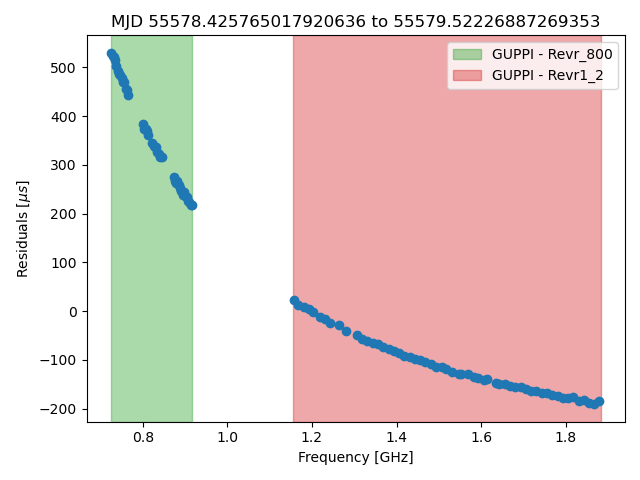 MJD 55578.425765017920636 to 55579.52226887269353
GUPPI - Revr_800
GUPPI - Revr1_2
Residuals [μs]
500
400
300
200
100
0
−100
−200
0.8
1.0
1.2
1.4
1.6
1.8
Frequency [GHz]